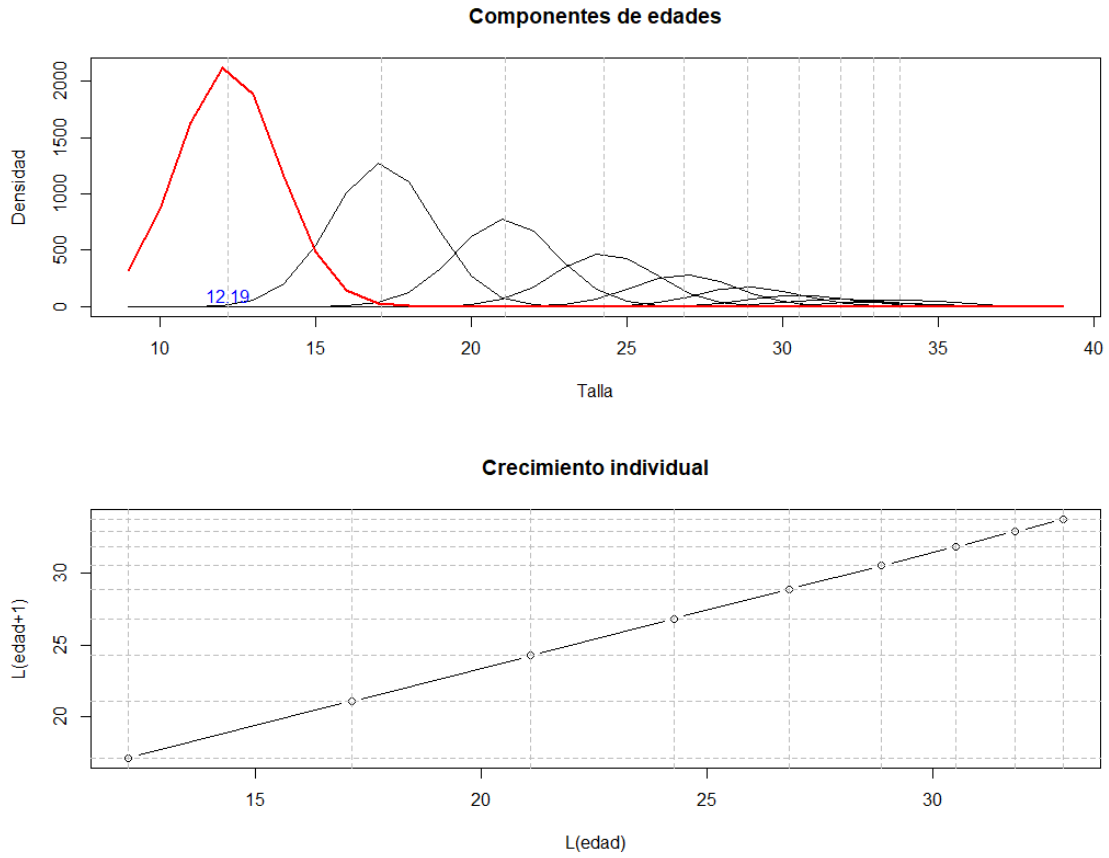 Componentes de edades
Densidad
2000
1500
1000
500
0
12.19
10 15 20 25 30 35 40
Talla
Crecimiento individual
L(edad+1)
30
25
20
15 20 25 30
L(edad)